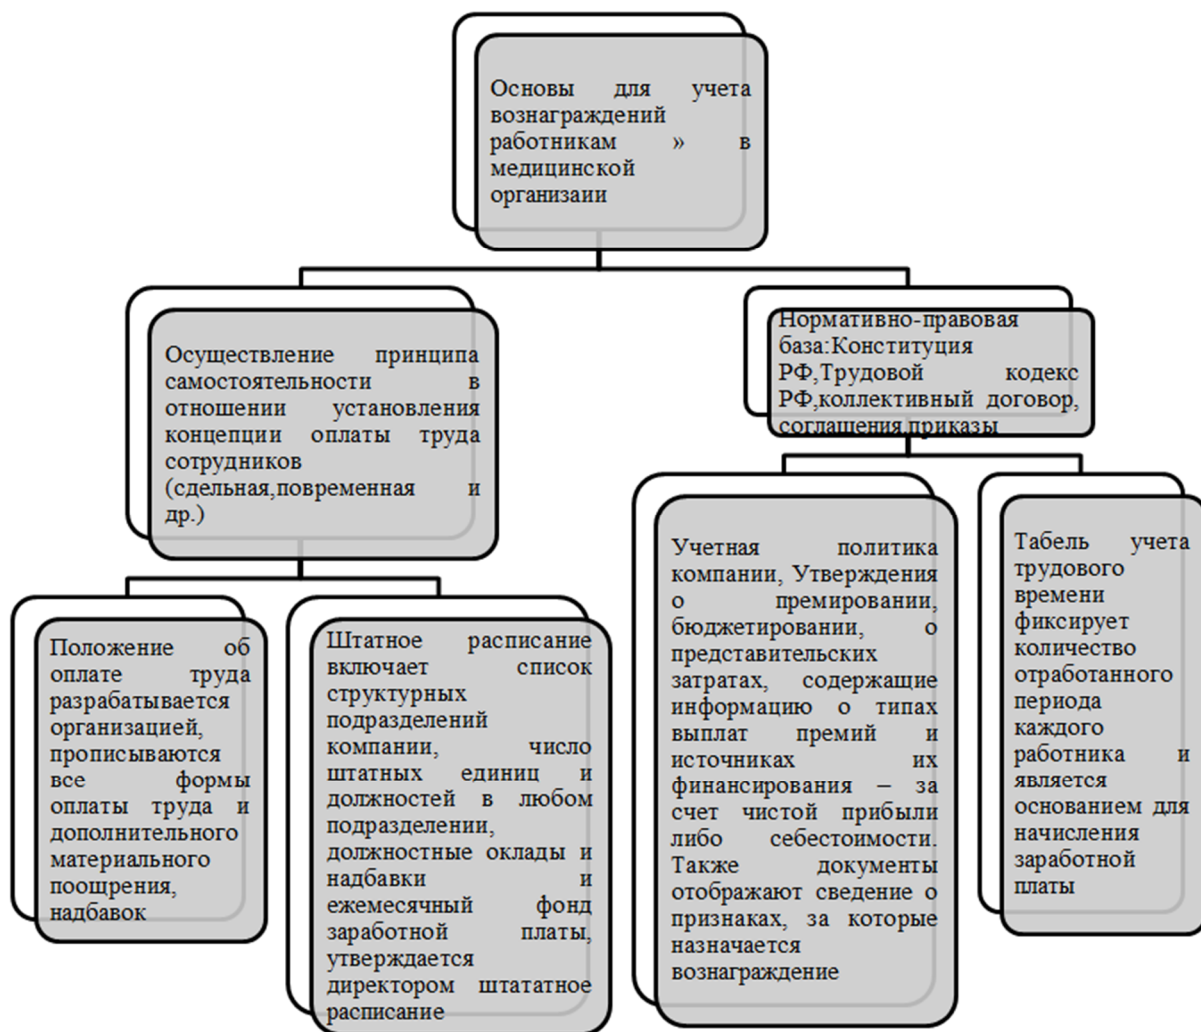 Основы для учета
вознаграждений
работникам » в
медицинской
организаии
Осуществление принципа
самостоятельности в
отношении установления
концепции оплаты труда
сотрудников
(сдельная,повременная и
др.)
Нормативно-правовая
база:Конституция
РФ,Трудовой кодекс
РФ,коллективный договор,
соглашения,приказы
Положение об
оплате труда
разрабатывается
организацией,
прописываются
все формы
оплаты труда и
дополнительного
материального
поощрения,
надбавок
Штатное расписание
включает список
структурных
подразделений
компании, число
штатных единиц и
должностей в любом
подразделении,
должностные оклады и
надбавки и
ежемесячный фонд
заработной платы,
утверждается
директором штататное
расписание
Учетная политика
компании, Утверждения
о премировании,
бюджетировании, о
представительских
затратах, содержащие
информацию о типах
выплат премий и
источниках их
финансирования – за
счет чистой прибыли
либо себестоимости.
Также документы
отображают сведение о
признаках, за которые
назначается
вознаграждение
Табель учета
трудового
времени
фиксирует
количество
отработанного
периода
каждого
работника и
является
основанием для
начисления
заработной
платы